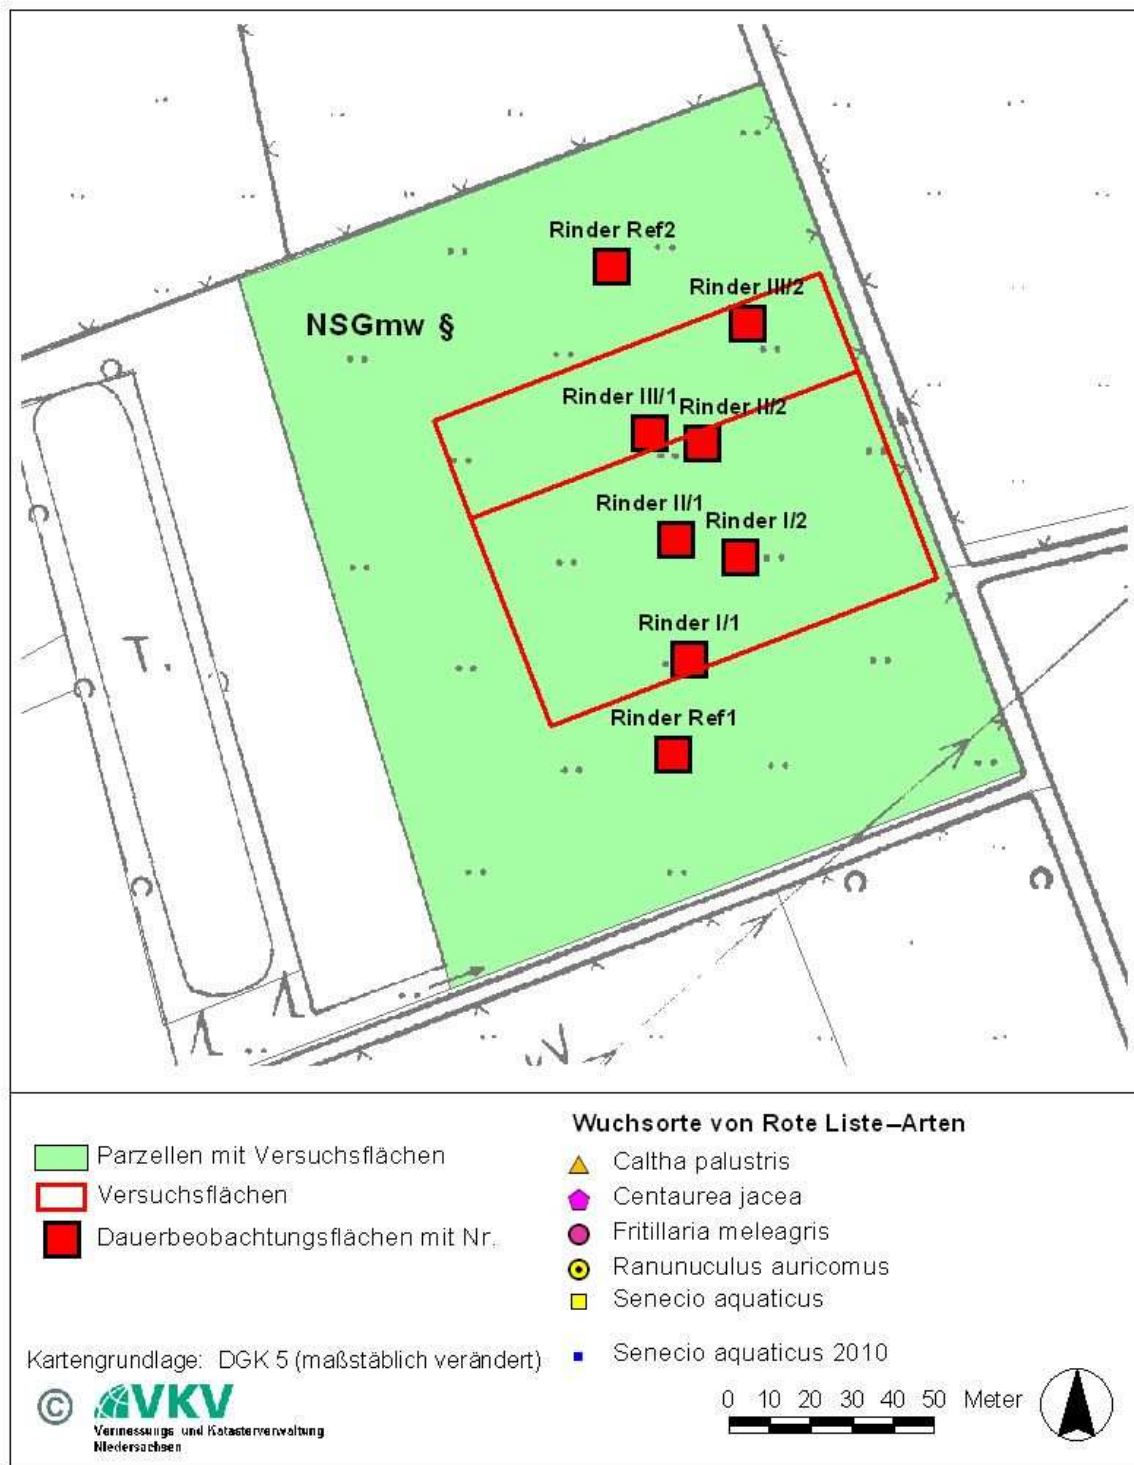 Rinder Ref2
Rinder III/2
NSGmw §
Rinder III/1
Rinder II/2
Rinder II/1
Rinder I/2
Rinder I/1
T.
Rinder Ref1
Parzellen mit Versuchsflächen
Versuchsflächen
Dauerbeobachtungsflächen mit Nr.
Wuchsorte von Rote Liste-Arten
Caltha palustris
Centaurea jacea
Fritillaria meleagris
Ranunuculus auricomus
Senecio aquaticus
Senecio aquaticus 2010
Kartengrundlage: DGK 5 (maßstäblich verändert)
© VKV
Vermessungs- und Katasterverwaltung
Niedersachsen
0 10 20 30 40 50 Meter